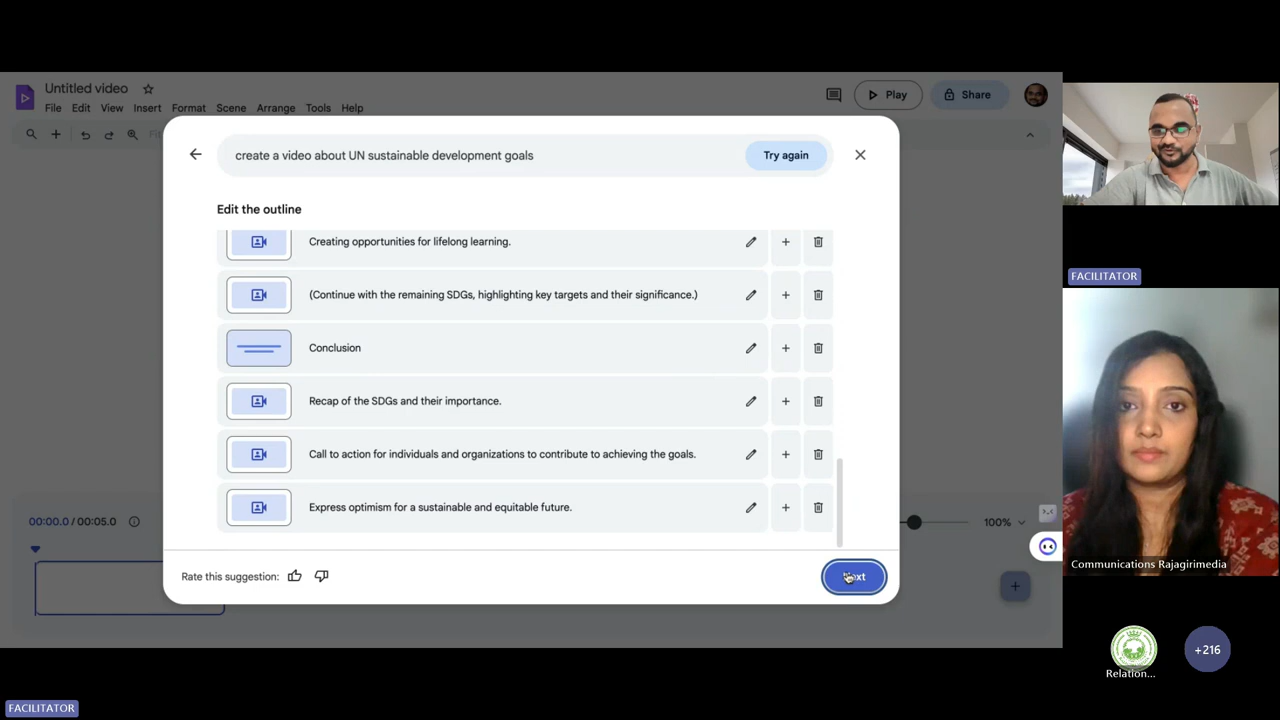 Untitled video
File Edit View Insert Format Scene Arrange Tools Help
Play
Share
create a video about UN sustainable development goals
Try again
Edit the outline
Creating opportunities for lifelong learning.
(Continue with the remaining SDGs, highlighting key targets and their significance.)
Conclusion
Recap of the SDGs and their importance.
Call to action for individuals and organizations to contribute to achieving the goals.
Express optimism for a sustainable and equitable future.
00:00.0 / 00:05.0
100%
Rate this suggestion:
FACILITATOR
Communications Rajagirimedia
Relation...
+216
FACILITATOR